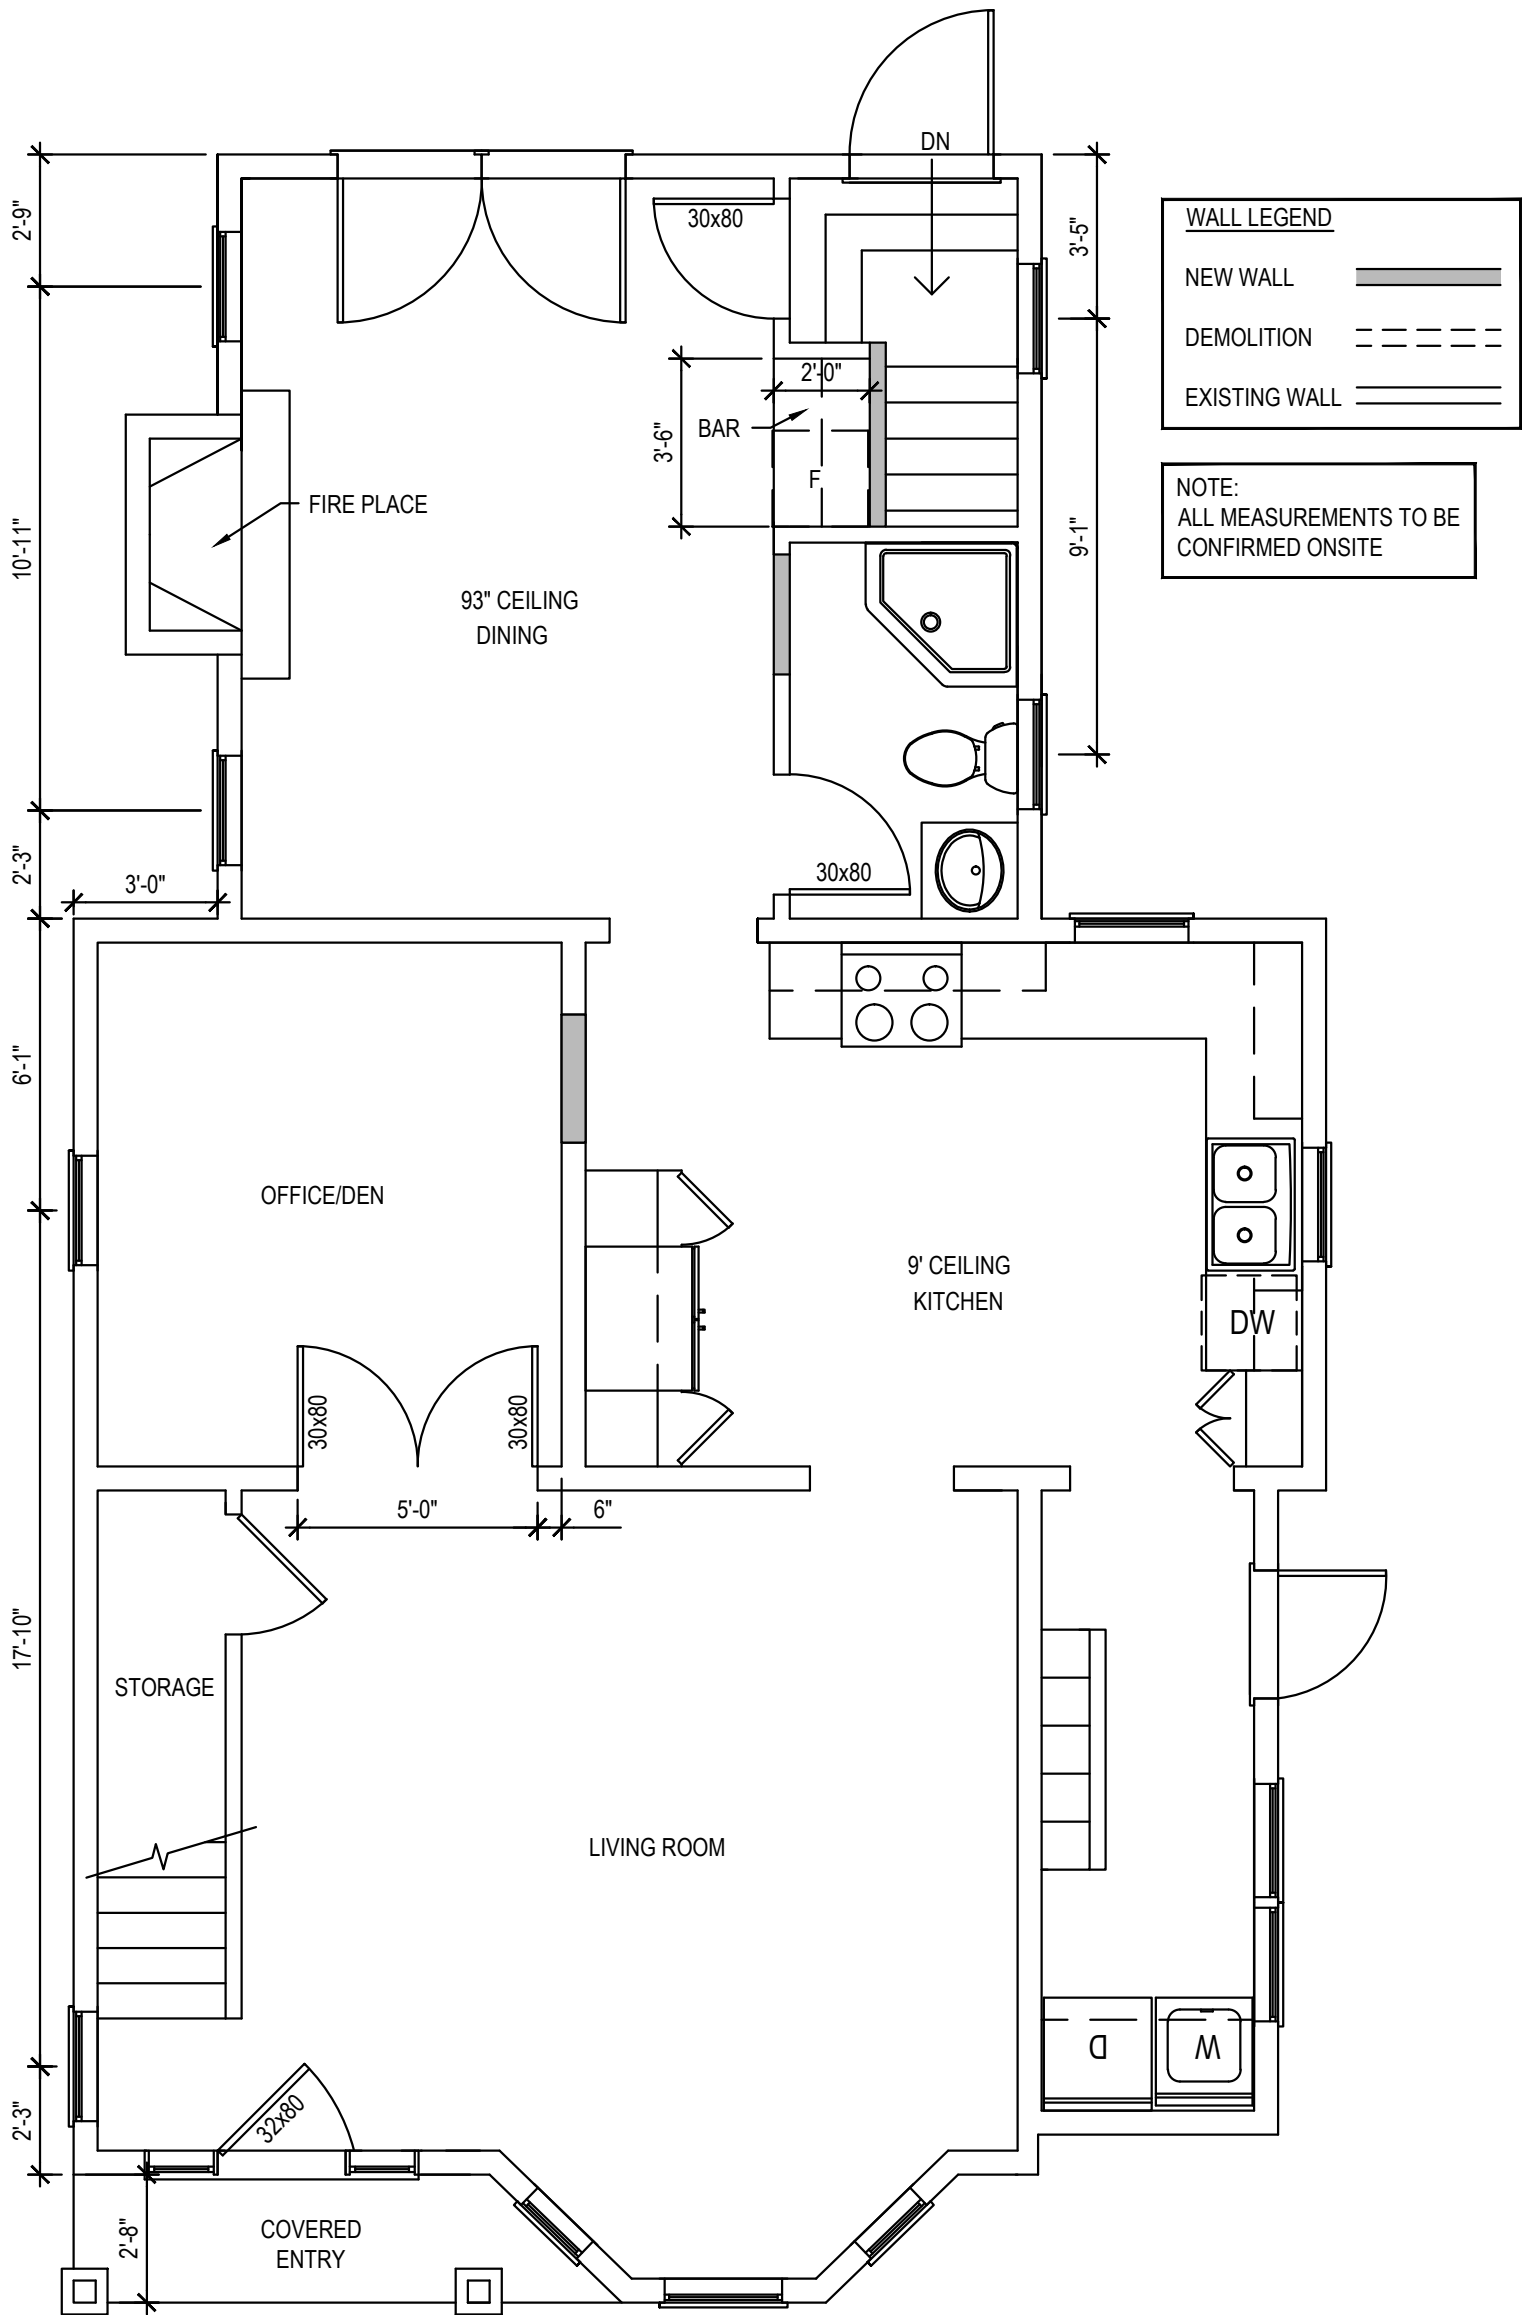 DN
2'-9"
30x80
3'-5"
WALL LEGEND
NEW WALL
DEMOLITION
EXISTING WALL
2'-0"
BAR
3'-6"
F
NOTE:
ALL MEASUREMENTS TO BE
CONFIRMED ONSITE
FIRE PLACE
10'-11"
9'-1"
93" CEILING
DINING
2'-3"
3'-0"
30x80
6'-1"
OFFICE/DEN
9' CEILING
KITCHEN
DW
30x80
30x80
5'-0"
6"
17'-10"
STORAGE
LIVING ROOM
D
W
32x80
2'-3"
2'-8"
COVERED
ENTRY